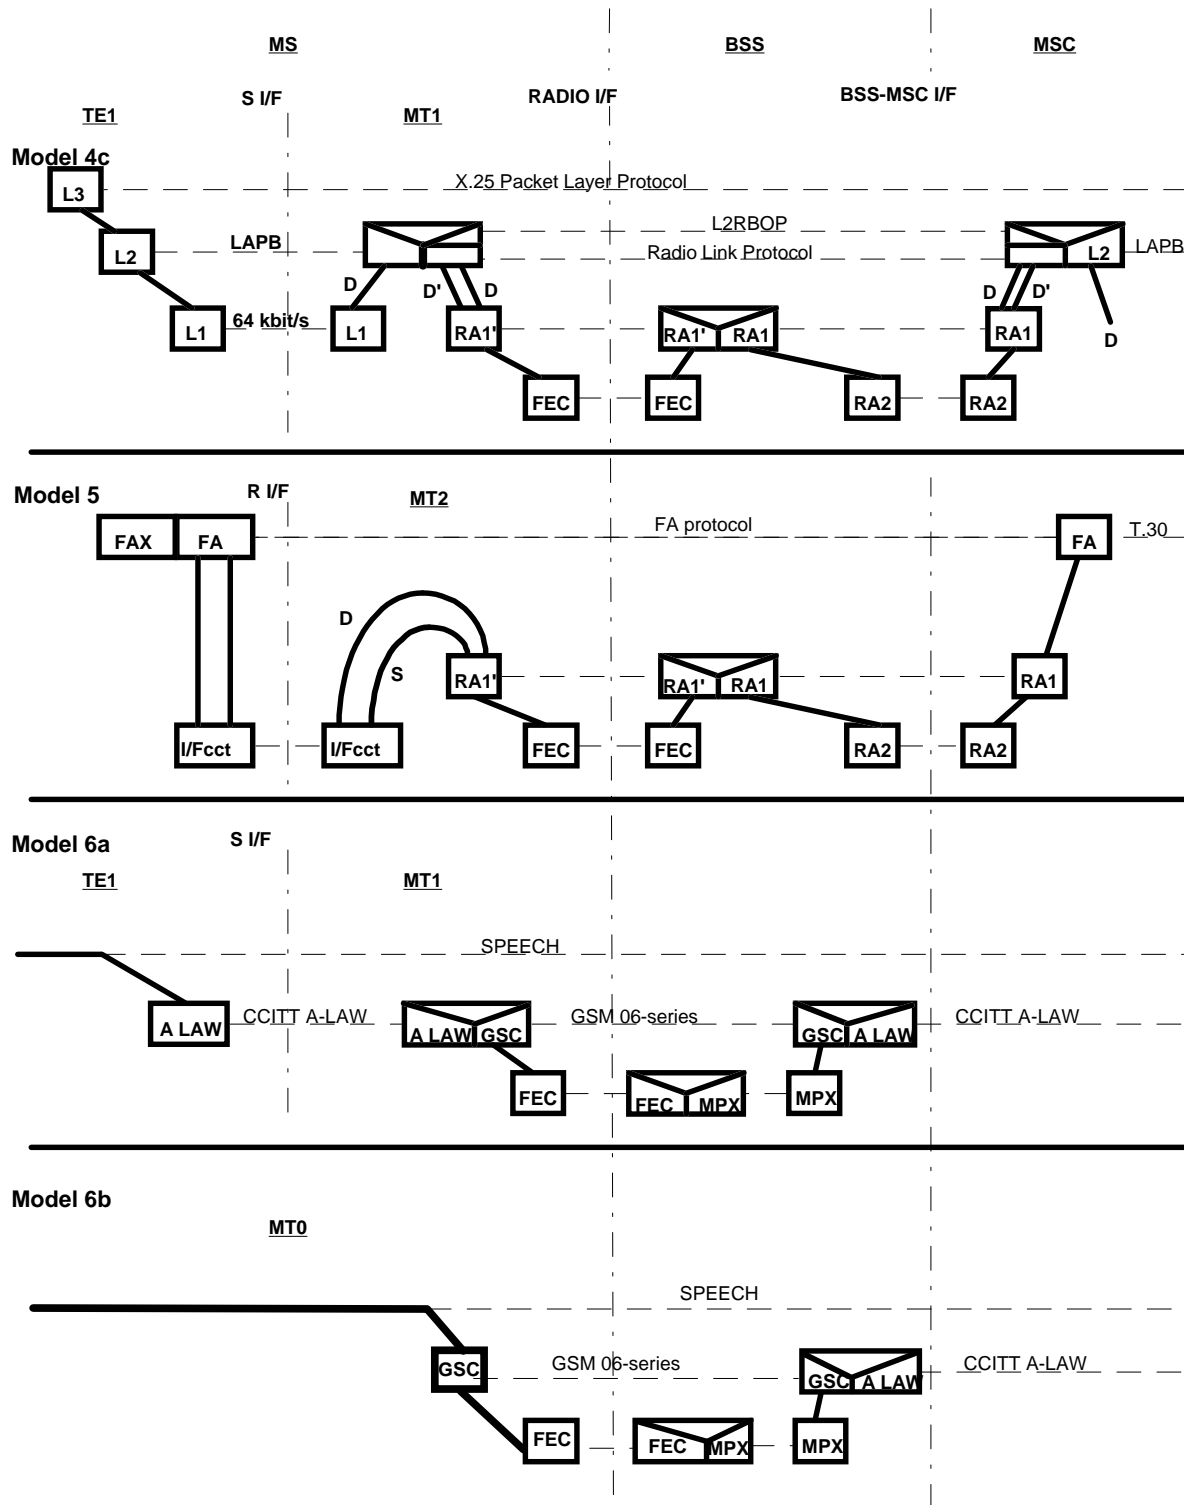 MS BSS MSC
S I/F RADIO I/F BSS-MSC I/F
TE1 MT1
Model 4c
L3 X.25 Packet Layer Protocol
L2RBOP
L2 LAPB Radio Link Protocol L2 LAPB
D D' D D D'
L1 64 kbit/s L1 RA1' RA1' RA1 RA1 D
FEC FEC RA2 RA2
Model 5 R I/F MT2
FAX FA FA protocol FA T.30
D
S
RA1' RA1' RA1 RA1
I/Fcct I/Fcct FEC FEC RA2 RA2
Model 6a S I/F
TE1 MT1
SPEECH
A LAW CCITT A-LAW A LAW GSC GSM 06-series GSC A LAW CCITT A-LAW
FEC FEC MPX MPX
Model 6b
MT0
SPEECH
GSC GSM 06-series GSC A LAW CCITT A-LAW
FEC FEC MPX MPX